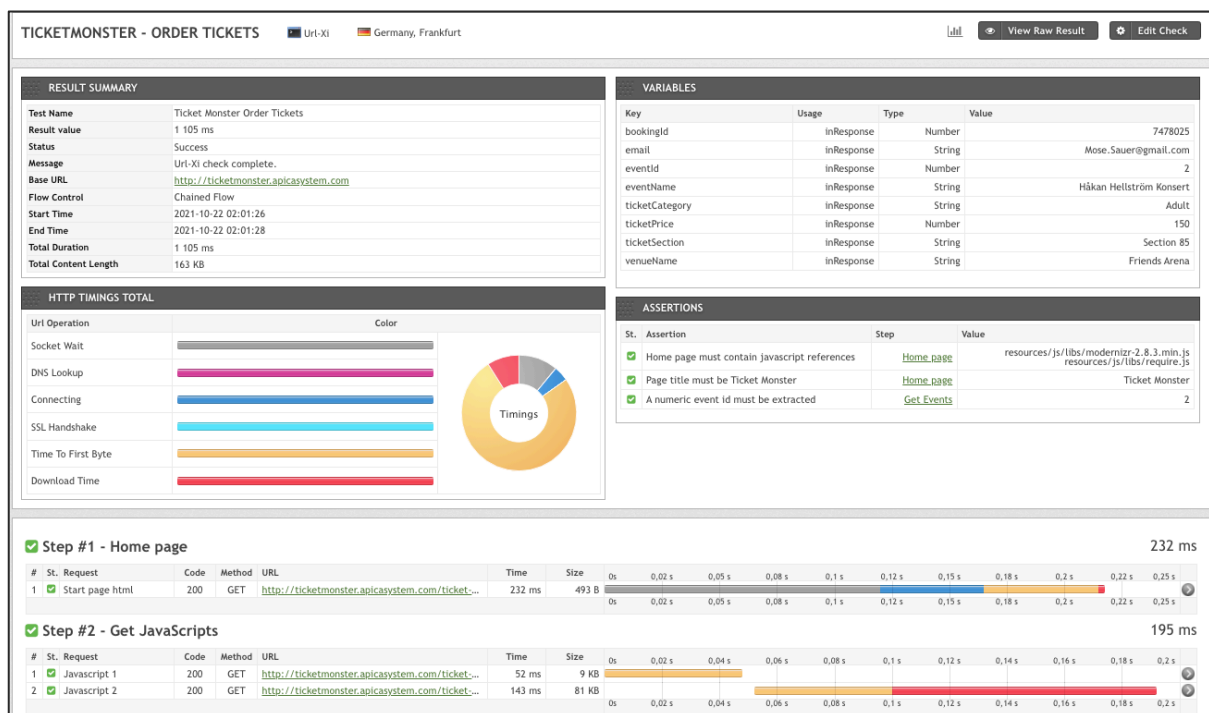 TICKETMONSTER - ORDER TICKETS Url-Xi Germany, Frankfurt View Raw Result Edit Check
RESULT SUMMARY
Test Name Ticket Monster Order Tickets
Result value 1 105 ms
Status Success
Message Url-Xi check complete.
Base URL http://ticketmonster.apicasystem.com
Flow Control Chained Flow
Start Time 2021-10-22 02:01:26
End Time 2021-10-22 02:01:28
Total Duration 1 105 ms
Total Content Length 163 KB
HTTP TIMINGS TOTAL
Url Operation Color
Socket Wait
DNS Lookup
Connecting
SSL Handshake
Time To First Byte
Download Time
Timings
VARIABLES
Key Usage Type Value
bookingId inResponse Number 7478025
email inResponse String Mose.Sauer@gmail.com
eventId inResponse Number 2
eventName inResponse String Håkan Hellström Konsert
ticketCategory inResponse String Adult
ticketPrice inResponse Number 150
ticketSection inResponse String Section 85
venueName inResponse String Friends Arena
ASSERTIONS
St. Assertion Step Value
Home page must contain javascript references Home page resources/js/libs/modernizr-2.8.3.min.js
resources/js/libs/require.js
Page title must be Ticket Monster Home page Ticket Monster
A numeric event id must be extracted Get Events 2
Step #1 - Home page 232 ms
# St. Request Code Method URL Time Size 0s 0,02 s 0,05 s 0,08 s 0,1 s 0,12 s 0,15 s 0,18 s 0,2 s 0,22 s 0,25 s
1 Start page html 200 GET http://ticketmonster.apicasystem.com/ticket-... 232 ms 493 B
0s 0,02 s 0,05 s 0,08 s 0,1 s 0,12 s 0,15 s 0,18 s 0,2 s 0,22 s 0,25 s
Step #2 - Get JavaScripts 195 ms
# St. Request Code Method URL Time Size 0s 0,02 s 0,04 s 0,06 s 0,08 s 0,1 s 0,12 s 0,14 s 0,16 s 0,18 s 0,2 s
1 Javascript 1 200 GET http://ticketmonster.apicasystem.com/ticket-... 52 ms 9 KB
2 Javascript 2 200 GET http://ticketmonster.apicasystem.com/ticket-... 143 ms 81 KB
0s 0,02 s 0,04 s 0,06 s 0,08 s 0,1 s 0,12 s 0,14 s 0,16 s 0,18 s 0,2 s